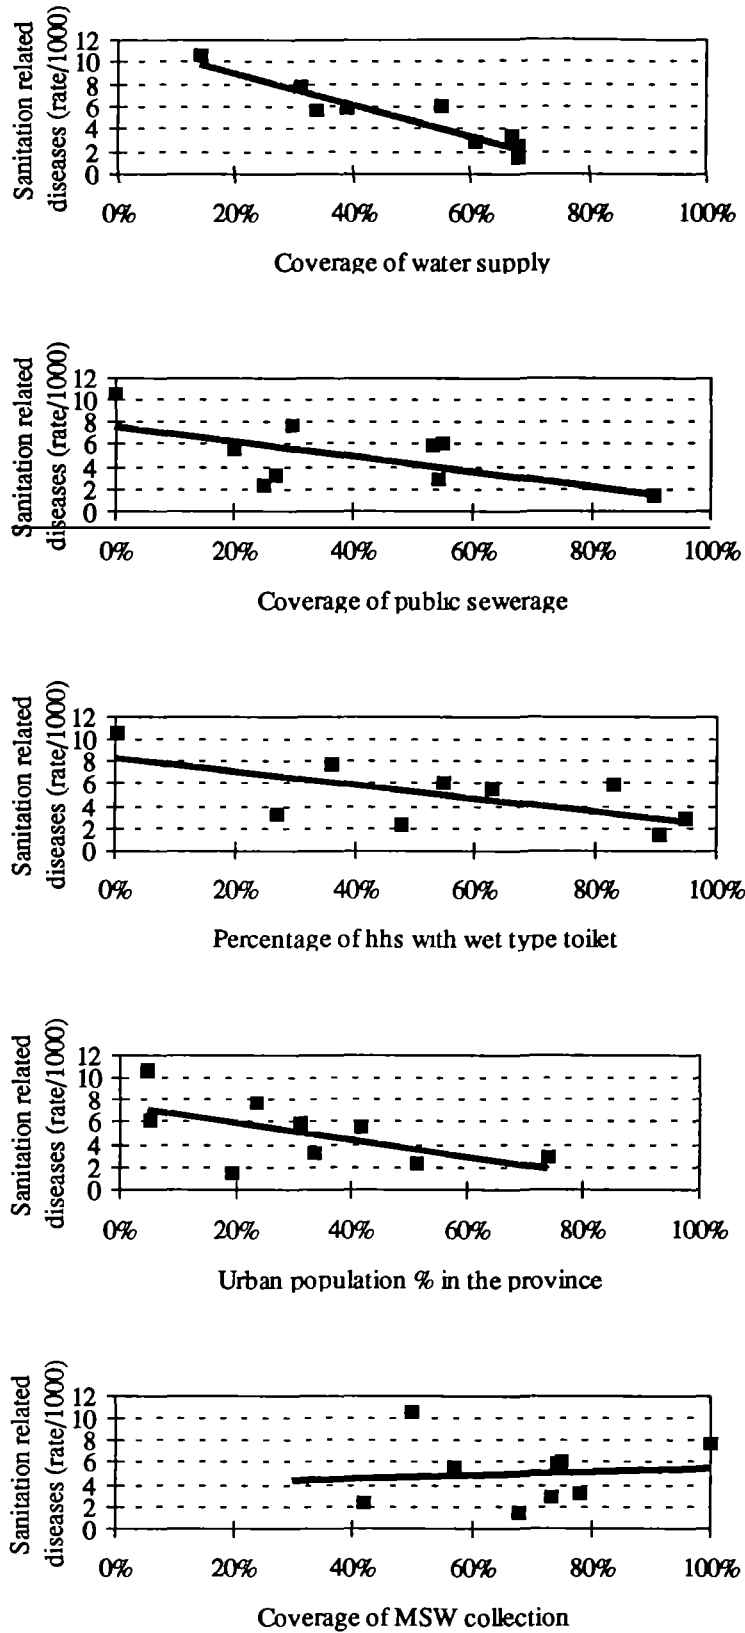 Sanitation related
diseases (rate/1000)
12
10
8
6
4
2
0
0% 20% 40% 60% 80% 100%
Coverage of water supply
Sanitation related
diseases (rate/1000)
12
10
8
6
4
2
0
0% 20% 40% 60% 80% 100%
Coverage of public sewerage
Sanitation related
diseases (rate/1000)
12
10
8
6
4
2
0
0% 20% 40% 60% 80% 100%
Percentage of hhs with wet type toilet
Sanitation related
diseases (rate/1000)
12
10
8
6
4
2
0
0% 20% 40% 60% 80% 100%
Urban population % in the province
Sanitation related
diseases (rate/1000)
12
10
8
6
4
2
0
0% 20% 40% 60% 80% 100%
Coverage of MSW collection